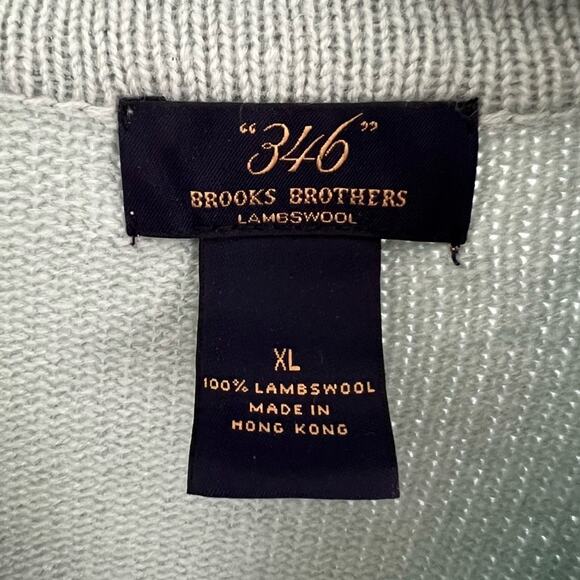 “346”
BROOKS BROTHERS
LAMBSWOOL
XL
100% LAMBSWOOL
MADE IN
HONG KONG